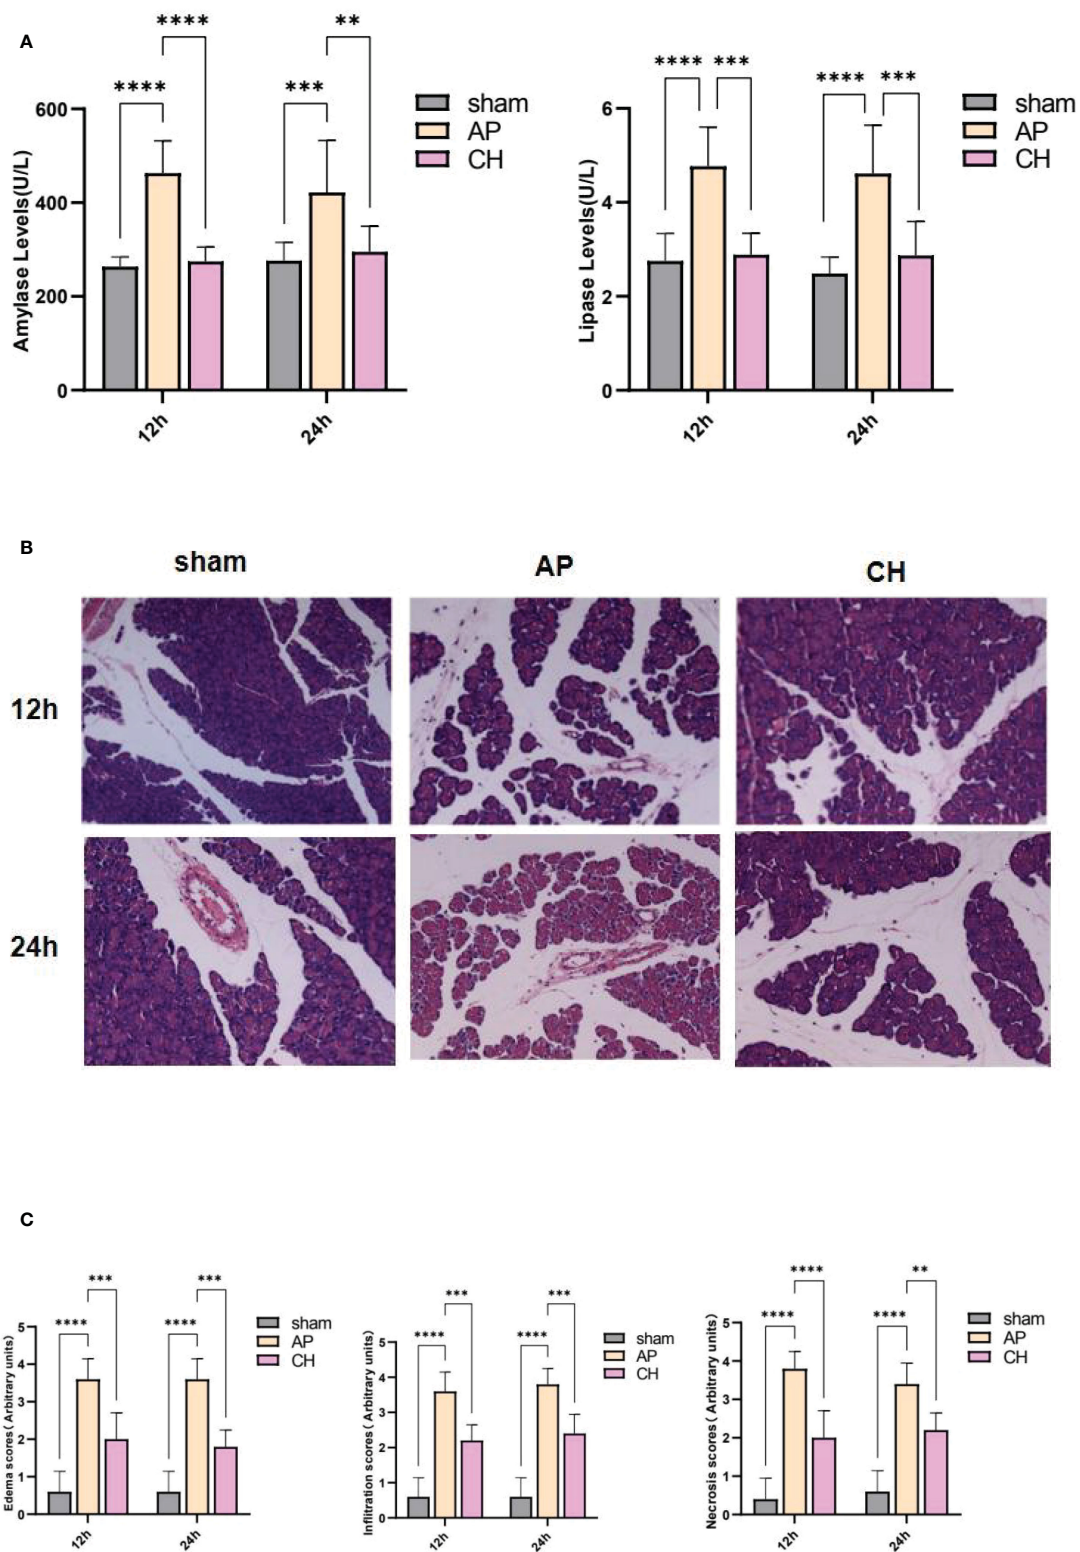 A
**** **
**** ***
600
400
200
0
Amylase Levels(U/L)
12h
24h
sham
AP
CH
**** ***
**** ***
6
4
2
0
Lipase Levels(U/L)
12h
24h
sham
AP
CH
B
sham AP CH
12h
24h
C
*** ***
**** ****
5
4
3
2
1
0
Edema scores( Arbitrary units)
12h
24h
sham
AP
CH
*** ***
**** ****
5
4
3
2
1
0
Infiltration scores( Arbitrary units)
12h
24h
sham
AP
CH
**** **
**** ****
5
4
3
2
1
0
Necrosis scores( Arbitrary units)
12h
24h
sham
AP
CH